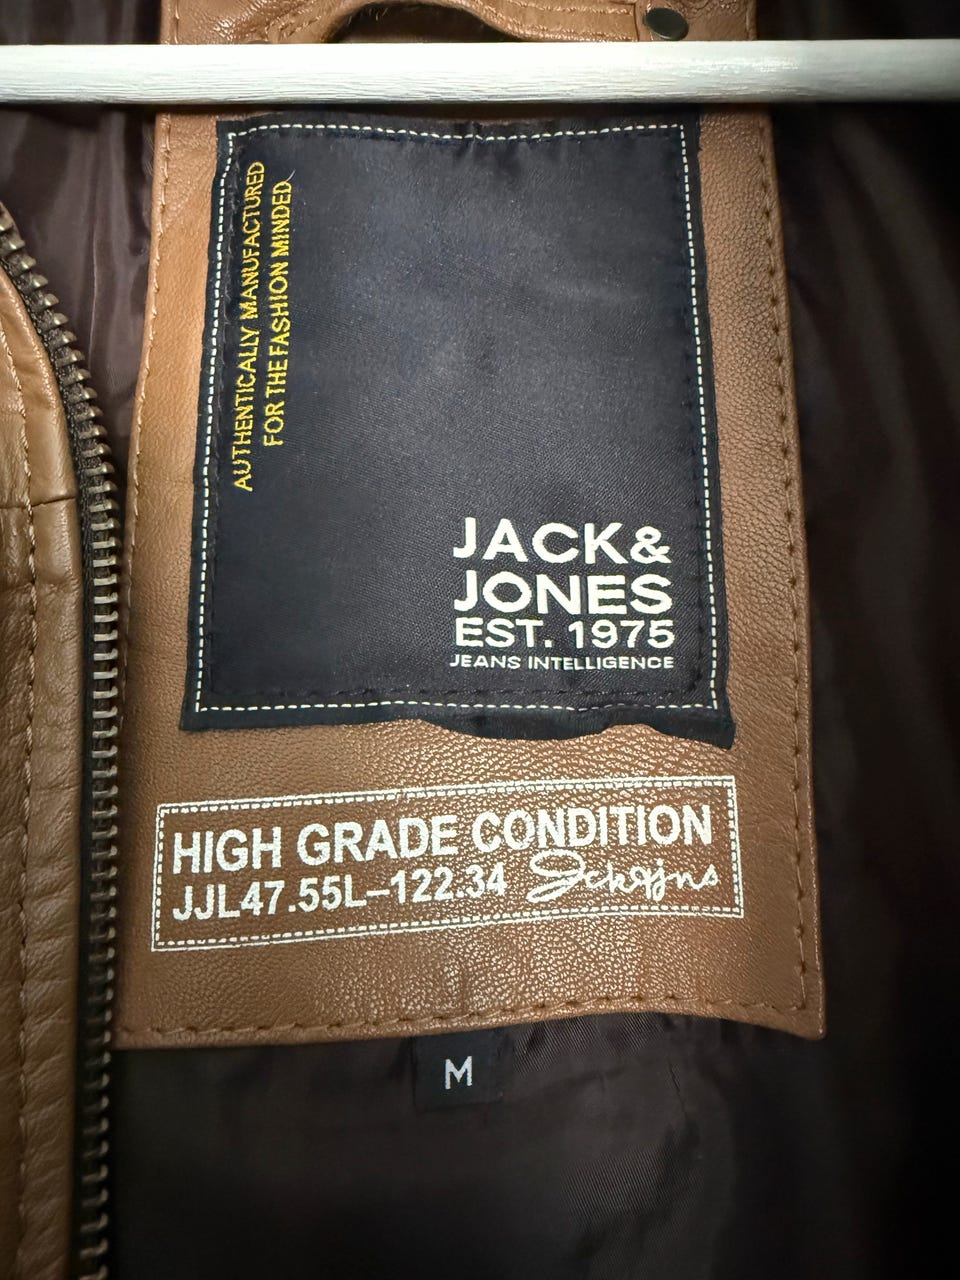 AUTHENTICALLY MANUFACTURED
FOR THE FASHION MINDED
JACK&
JONES
EST. 1975
JEANS INTELLIGENCE
HIGH GRADE CONDITION
JJL47.55L–122.34
M